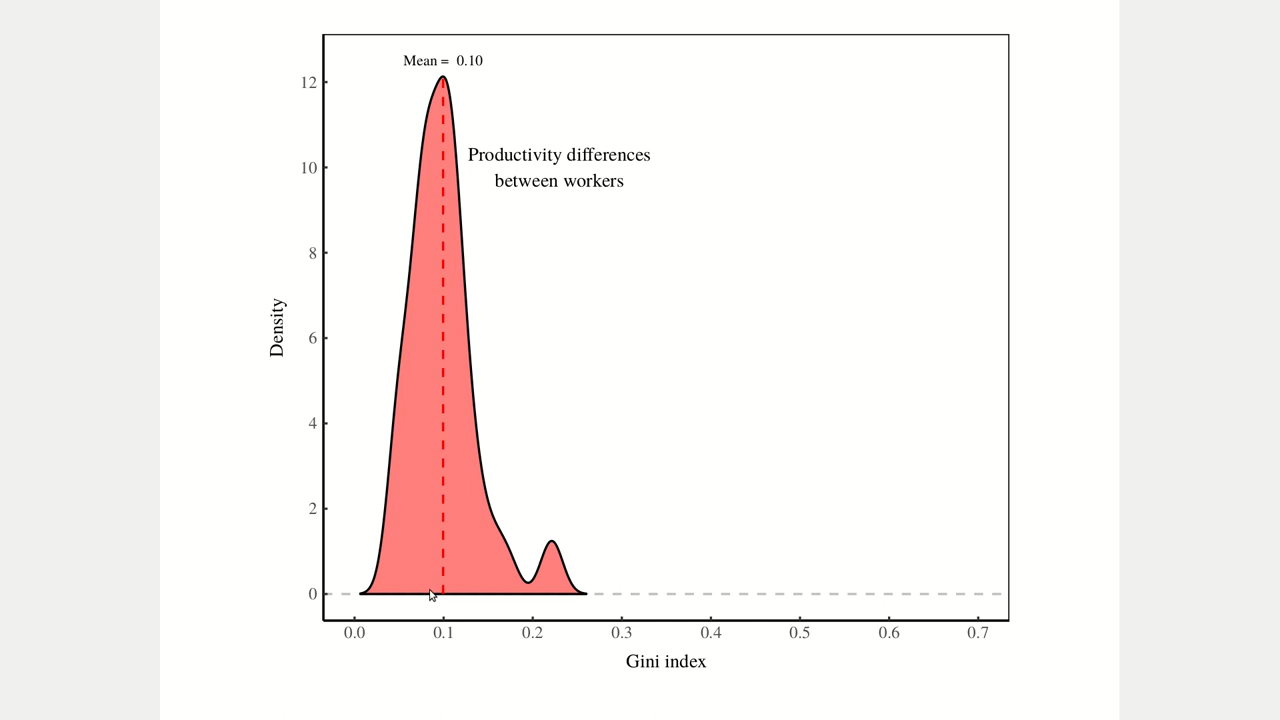 Mean = 0.10
Productivity differences
between workers
Density
12
10
8
6
4
2
0
0.0 0.1 0.2 0.3 0.4 0.5 0.6 0.7
Gini index